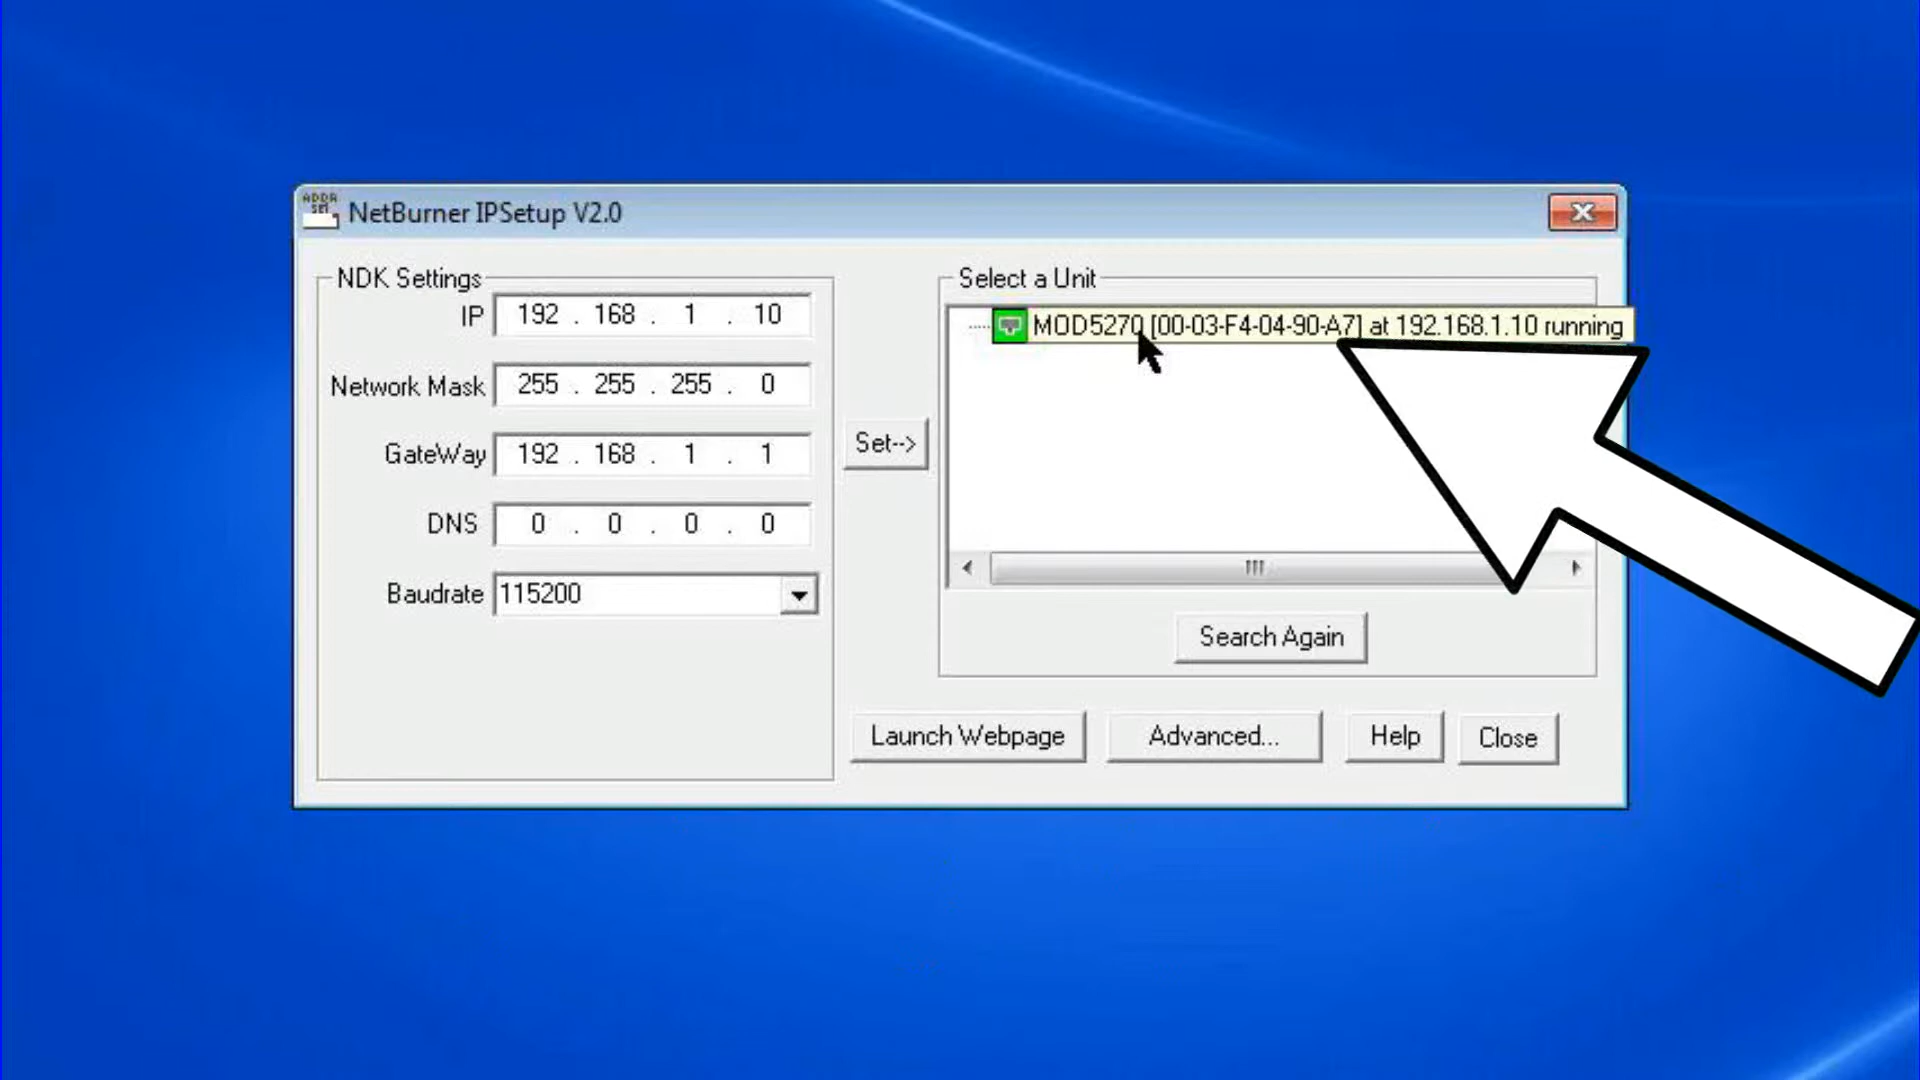 ADDR
SET
NetBurner IPSetup V2.0
NDK Settings
IP 192 . 168 . 1 . 10
Network Mask 255 . 255 . 255 . 0
GateWay 192 . 168 . 1 . 1
DNS 0 . 0 . 0 . 0
Baudrate 115200
Set-->
Select a Unit
MOD5270 [00-03-F4-04-90-A7] at 192.168.1.10 running
Search Again
Launch Webpage
Advanced...
Help
Close